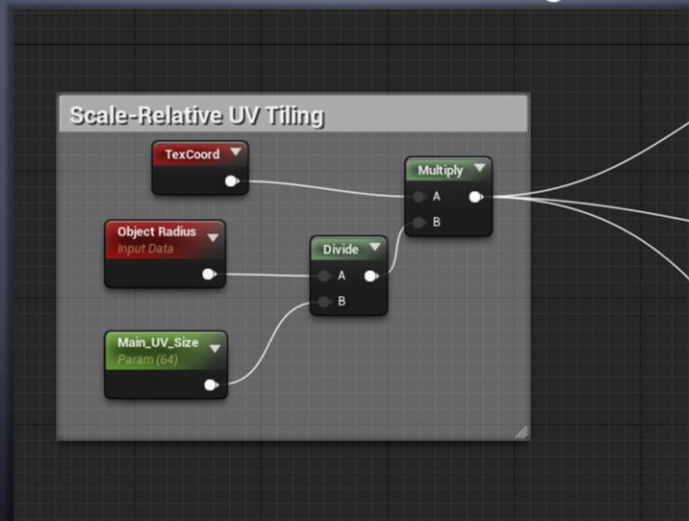 Scale-Relative UV Tiling
TexCoord
Multiply
A
B
Object Radius
Input Data
Divide
A
B
Main_UV_Size
Param (64)